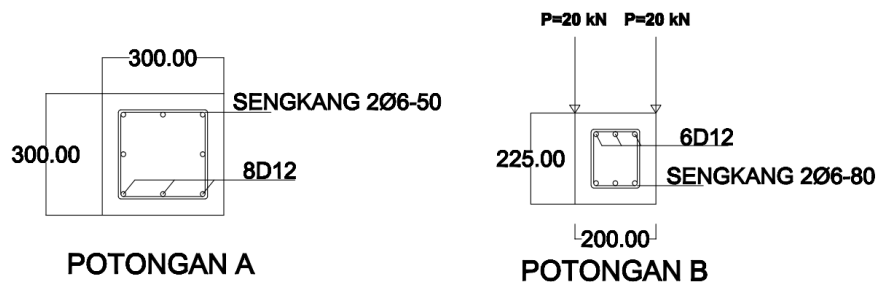 P=20 kN P=20 kN
300.00
SENGKANG 2Ø6-50
300.00
8D12
POTONGAN A
225.00
6D12
SENGKANG 2Ø6-80
200.00
POTONGAN B